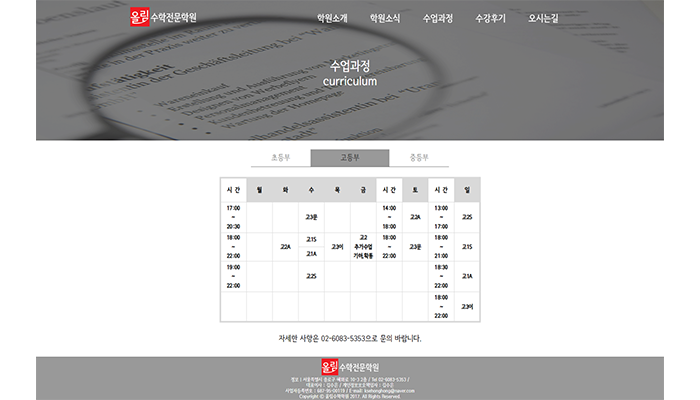 올림 수학전문학원
학원소개 학원소식 수업과정 수강후기 오시는길
수업과정
curriculum
초등부 고등부 중등부
시 간 월 화 수 목 금 시 간 토 시 간 일
17:00 ~ 20:30 고3문 14:00 ~ 18:00 고2A 13:00 ~ 17:00 고2S
18:00 ~ 22:00 고2A 고1S 고1A 고3이 고2 추가수업 기하,확통 18:00 ~ 22:00 고3문 18:00 ~ 21:00 고1S
19:00 ~ 22:00 고2S 18:30 ~ 22:00 고1A
18:00 ~ 22:00 고3이
자세한 사항은 02-6083-5353으로 문의 바랍니다.
올림 수학전문학원
Tel 02-6083-5353 /
Copyright ⓒ 올림수학학원 2017. All Rights Reserved.